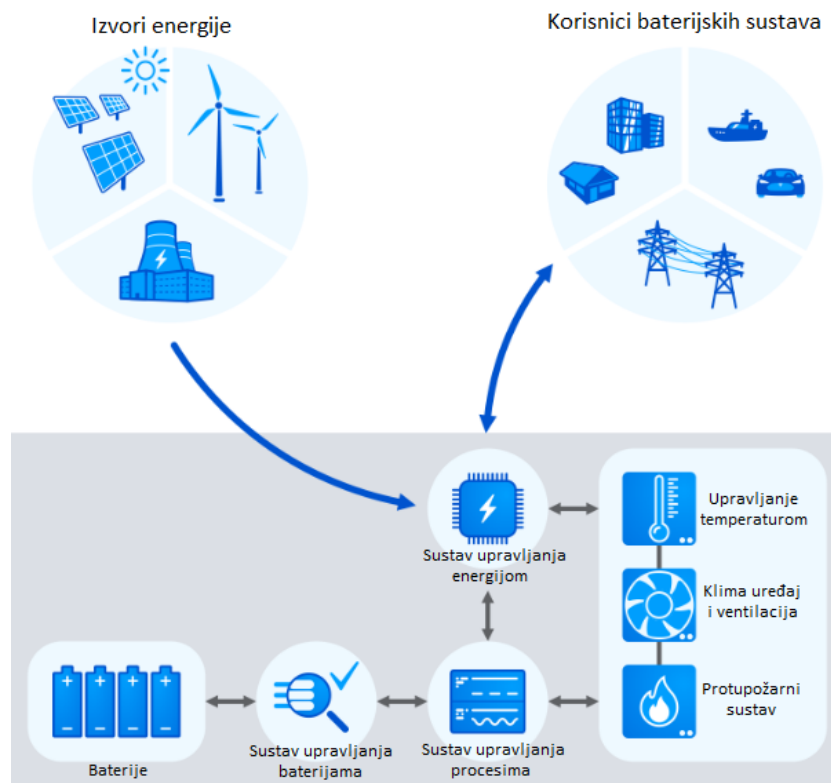 Izvori energije
Korisnici baterijskih sustava
Sustav upravljanja
energijom
Upravljanje
temperaturom
Klima uređaj
i ventilacija
Protupožarni
sustav
Baterije
Sustav upravljanja
baterijama
Sustav upravljanja
procesima